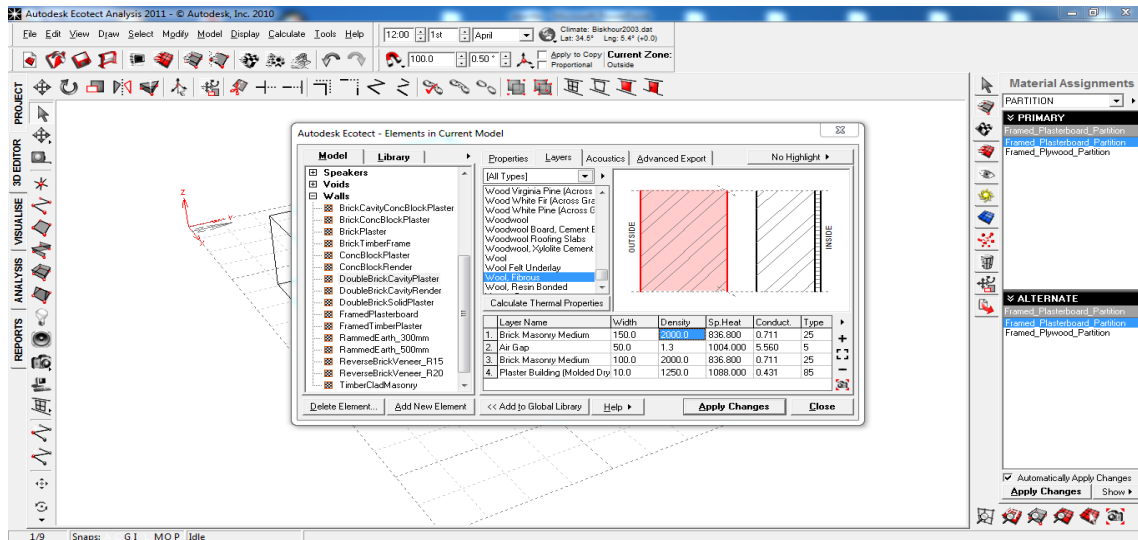 Autodesk Ecotect Analysis 2011 - © Autodesk, Inc. 2010
File Edit View Draw Select Modify Model Display Calculate Tools Help
12:00 1st April
Climate: Biskhour2003.dat
Lat: 34.5° Lng: 5.4° (+0.0)
100.0 0.50 °
Apply to Copy
Proportional
Current Zone:
Outside
PROJECT
3D EDITOR
VISUALISE
ANALYSIS
REPORTS
Z
Y
X
Autodesk Ecotect - Elements in Current Model
Model Library
Speakers
Voids
Walls
BrickCavityConcBlockPlaster
BrickConcBlockPlaster
BrickPlaster
BrickTimberFrame
ConcBlockPlaster
ConcBlockRender
DoubleBrickCavityPlaster
DoubleBrickCavityRender
DoubleBrickSolidPlaster
FramedPlasterboard
FramedTimberPlaster
RammedEarth_300mm
RammedEarth_500mm
ReverseBrickVeneer_R15
ReverseBrickVeneer_R20
TimberCladMasonry
Delete Element... Add New Element
Properties Layers Acoustics Advanced Export No Highlight
[All Types]
Wood Virginia Pine (Across
Wood White Fir (Across Gra
Wood White Pine (Across G
Woodwool
Woodwool Board, Cement E
Woodwool Roofing Slabs
Woodwool, Xylolite Cement
Wool
Wool Felt Underlay
Wool, Fibrous
Wool, Resin Bonded
Calculate Thermal Properties
OUTSIDE
INSIDE
Layer Name Width Density Sp.Heat Conduct. Type
1. Brick Masonry Medium 150.0 2000.0 836.800 0.711 25
2. Air Gap 50.0 1.3 1004.000 5.560 5
3. Brick Masonry Medium 100.0 2000.0 836.800 0.711 25
4. Plaster Building (Molded Dry 10.0 1250.0 1088.000 0.431 85
<< Add to Global Library Help Apply Changes Close
Material Assignments
PARTITION
PRIMARY
Framed_Plasterboard_Partition
Framed_Plasterboard_Partition
Framed_Plywood_Partition
ALTERNATE
Framed_Plasterboard_Partition
Framed_Plasterboard_Partition
Framed_Plywood_Partition
Automatically Apply Changes
Apply Changes Show
1/9 Snaps: G I M O P Idle